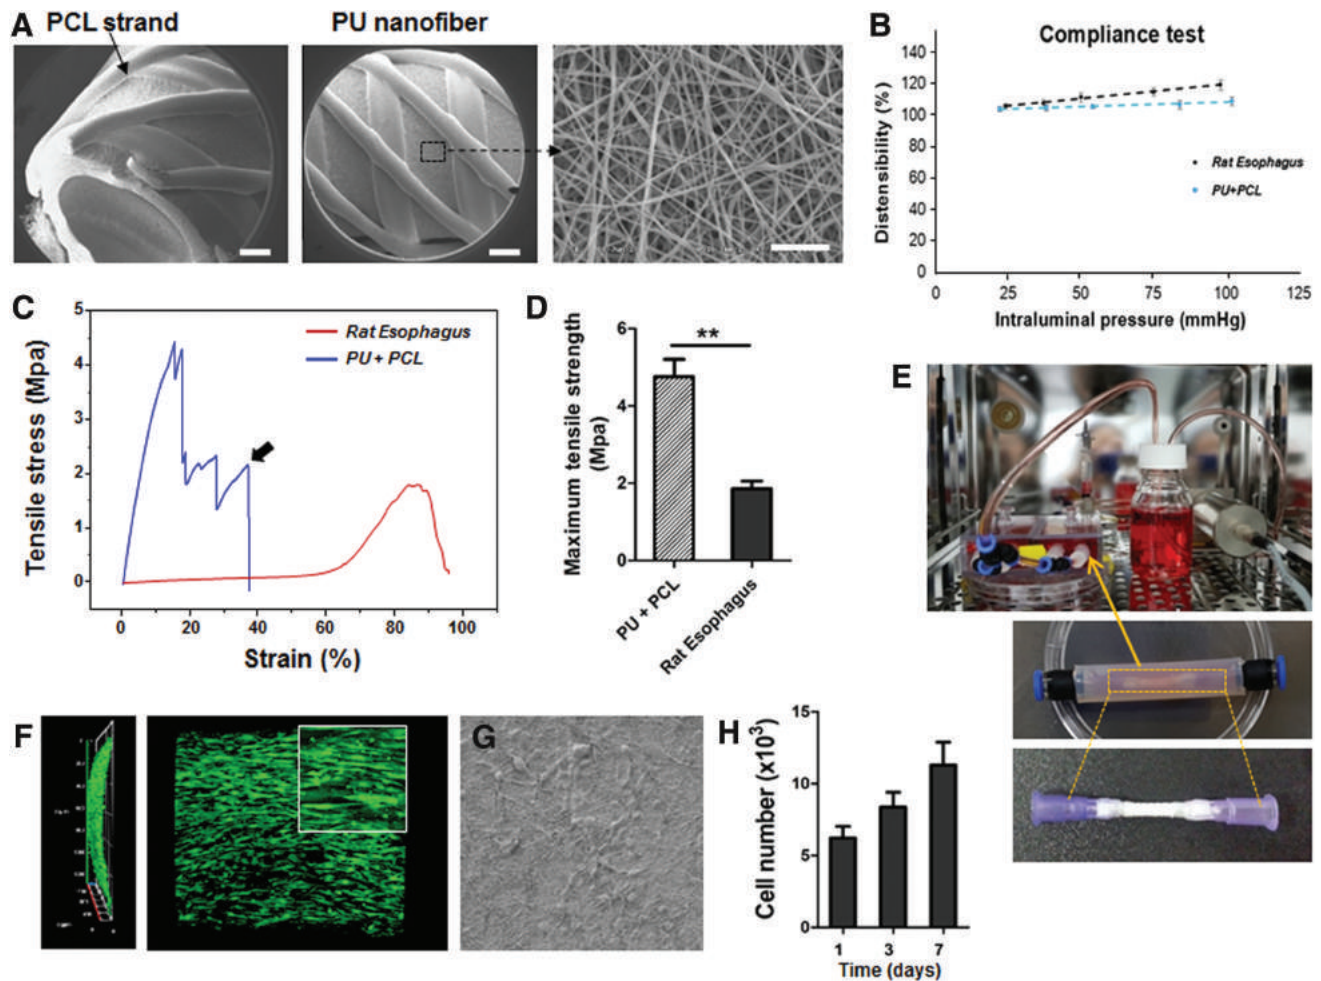 A
PCL strand
PU nanofiber
B
Compliance test
Distensibility (%)
140
120
100
80
60
40
20
0
0 25 50 75 100 125
Intraluminal pressure (mmHg)
Rat Esophagus
PU+PCL
C
Tensile stress (Mpa)
5
4
3
2
1
0
0 20 40 60 80 100
Strain (%)
Rat Esophagus
PU + PCL
D
Maximum tensile strength
(Mpa)
6
4
2
0
**
PU + PCL
Rat Esophagus
E
F
G
H
Cell number (x10³)
15
10
5
0
1 3 7
Time (days)